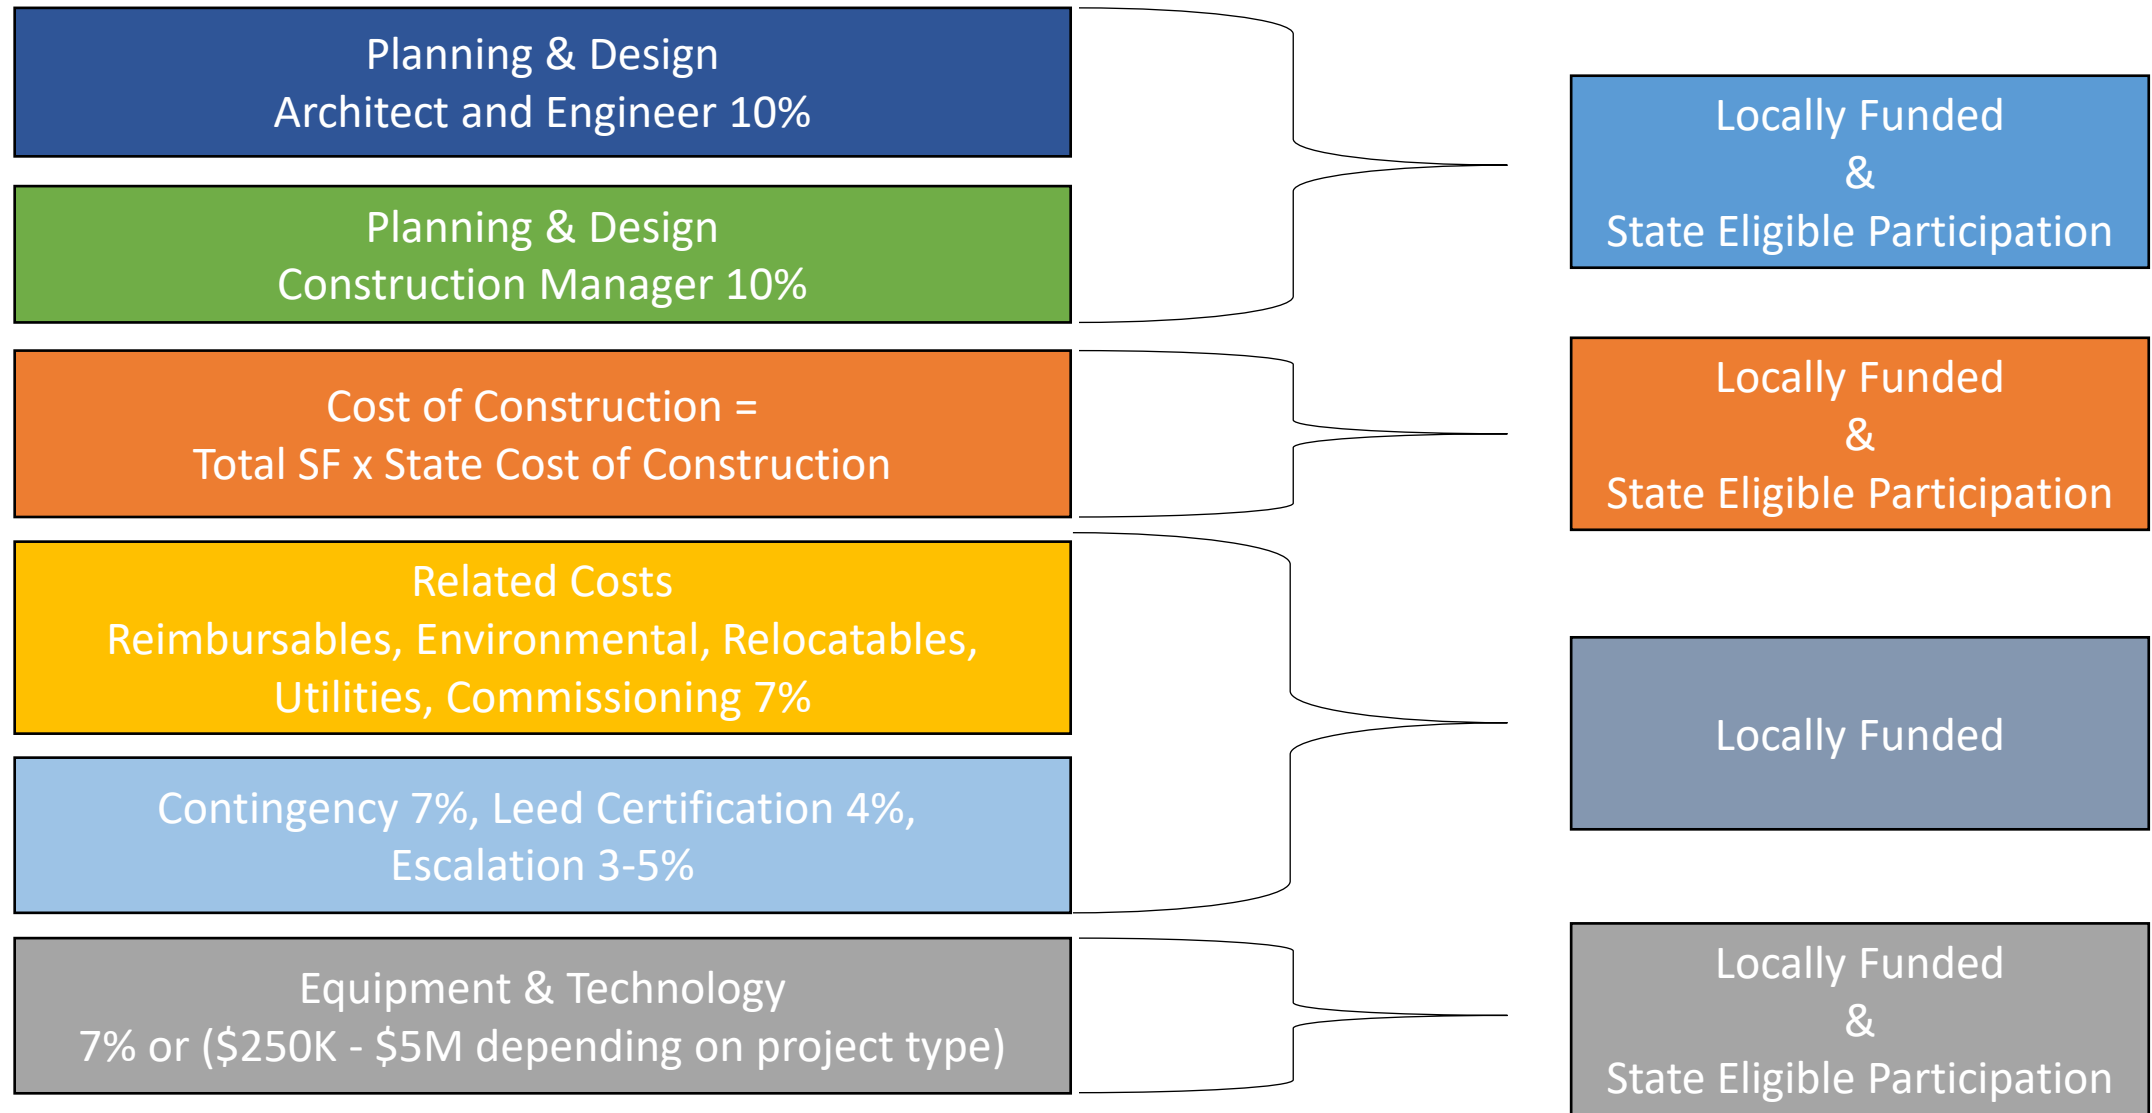 Planning & Design
Architect and Engineer 10%
Planning & Design
Construction Manager 10%
Locally Funded
&
State Eligible Participation
Cost of Construction =
Total SF x State Cost of Construction
Locally Funded
&
State Eligible Participation
Related Costs
Reimbursables, Environmental, Relocatables,
Utilities, Commissioning 7%
Contingency 7%, Leed Certification 4%,
Escalation 3-5%
Locally Funded
Equipment & Technology
7% or ($250K - $5M depending on project type)
Locally Funded
&
State Eligible Participation